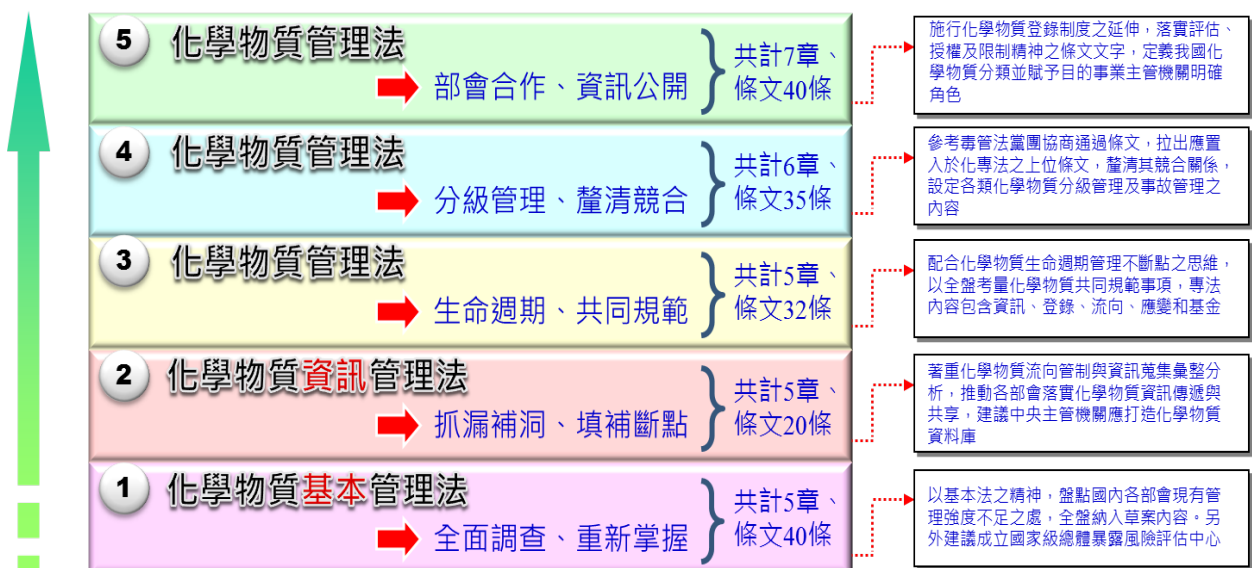 5 化學物質管理法
部會合作、資訊公開
共計7章、
條文40條
施行化學物質登錄制度之延伸，落實評估、
授權及限制精神之條文文字，定義我國化
學物質分類並賦予目的事業主管機關明確
角色
4 化學物質管理法
分級管理、釐清競合
共計6章、
條文35條
參考毒管法黨團協商通過條文，拉出應置
入於化專法之上位條文，釐清其競合關係，
設定各類化學物質分級管理及事故管理之
內容
3 化學物質管理法
生命週期、共同規範
共計5章、
條文32條
配合化學物質生命週期管理不斷點之思維，
以全盤考量化學物質共同規範事項，專法
內容包含資訊、登錄、流向、應變和基金
2 化學物質資訊管理法
抓漏補洞、填補斷點
共計5章、
條文20條
著重化學物質流向管制與資訊蒐集彙整分
析，推動各部會落實化學物質資訊傳遞與
共享，建議中央主管機關應打造化學物質
資料庫
1 化學物質基本管理法
全面調查、重新掌握
共計5章、
條文40條
以基本法之精神，盤點國內各部會現有管
理強度不足之處，全盤納入草案內容。另
外建議成立國家級總體暴露風險評估中心